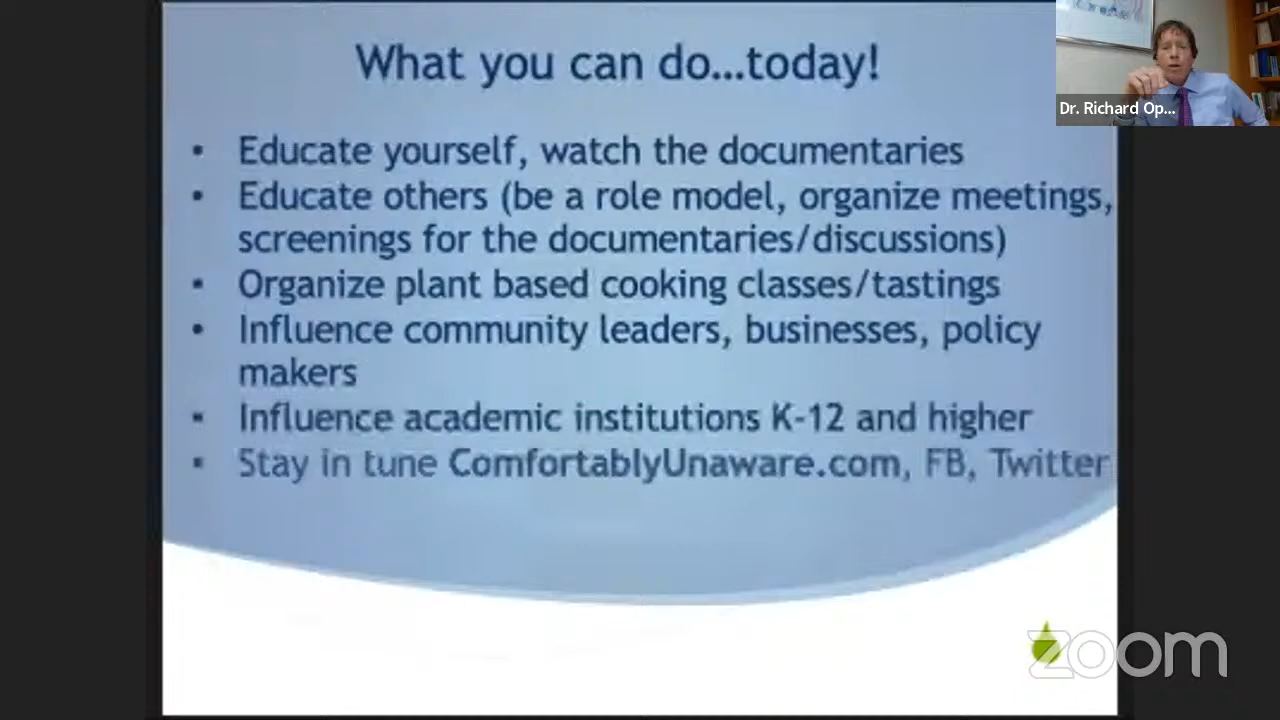 What you can do...today!
Dr. Richard Op...
• Educate yourself, watch the documentaries
• Educate others (be a role model, organize meetings,
screenings for the documentaries/discussions)
• Organize plant based cooking classes/tastings
• Influence community leaders, businesses, policy
makers
• Influence academic institutions K-12 and higher
• Stay in tune ComfortablyUnaware.com, FB, Twitter
zoom